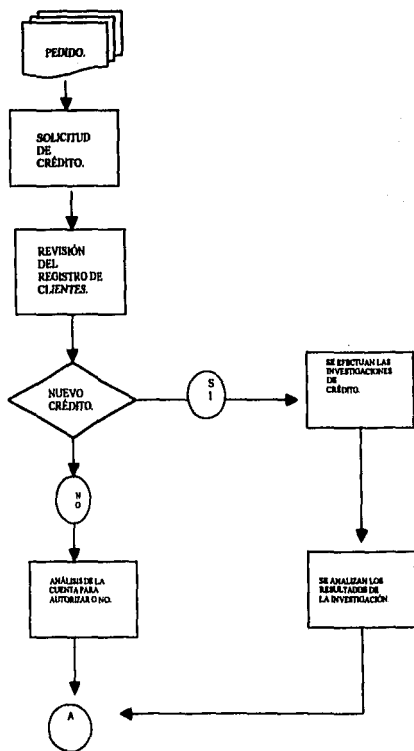 PEDIDO.
SOLICITUD
DE
CRÉDITO.
REVISIÓN
DEL
REGISTRO DE
CLIENTES.
NUEVO
CRÉDITO.
S
I
SE EFECTUAN LAS
INVESTIGACIONES
DE
CRÉDITO.
N
O
ANÁLISIS DE LA
CUENTA PARA
AUTORIZAR O NO.
SE ANALIZAN LOS
RESULTADOS DE
LA INVESTIGACIÓN.
A